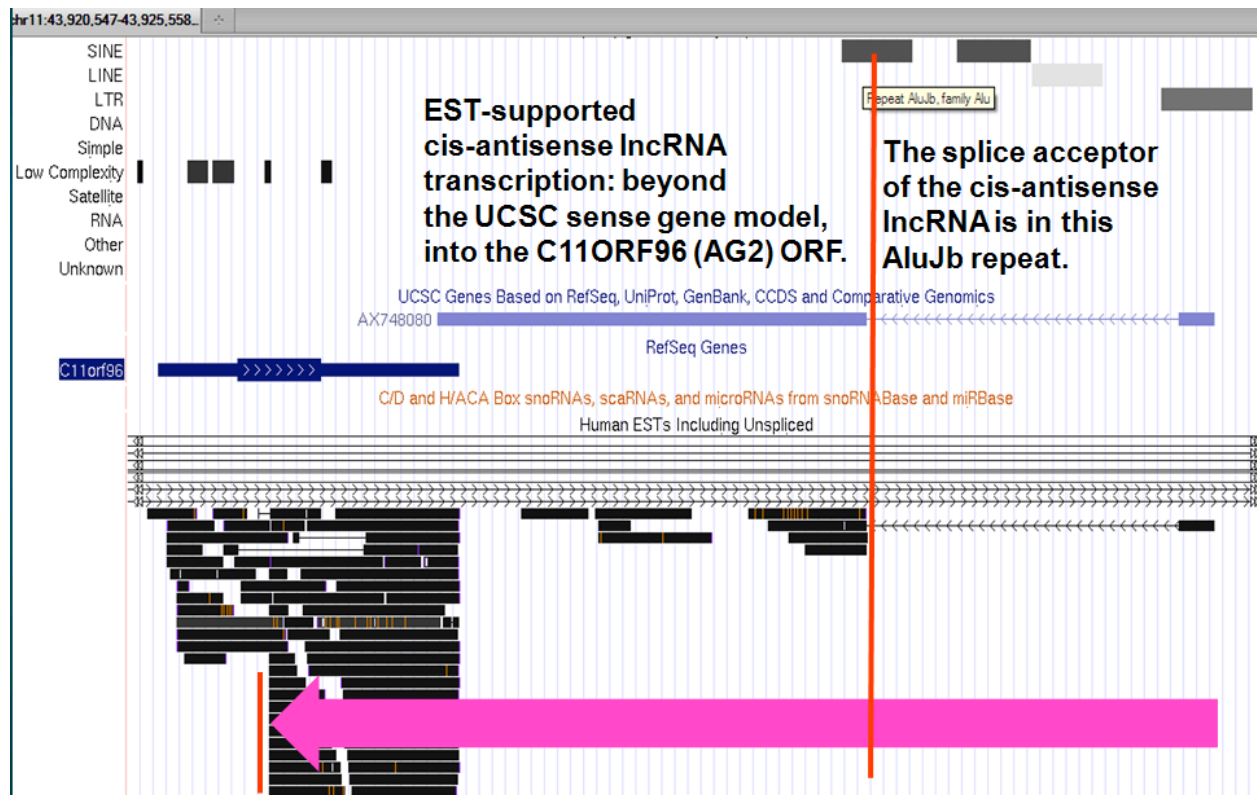 chr11:43,920,547-43,925,558...
SINE
LINE
LTR
DNA
Simple
Low Complexity
Satellite
RNA
Other
Unknown
Repeat AluJb, family Alu
EST-supported
cis-antisense lncRNA
transcription: beyond
the UCSC sense gene model,
into the C11ORF96 (AG2) ORF.
The splice acceptor
of the cis-antisense
lncRNA is in this
AluJb repeat.
UCSC Genes Based on RefSeq, UniProt, GenBank, CCDS and Comparative Genomics
AX748080
RefSeq Genes
C11orf96
C/D and H/ACA Box snoRNAs, scaRNAs, and microRNAs from snoRNABase and miRBase
Human ESTs Including Unspliced